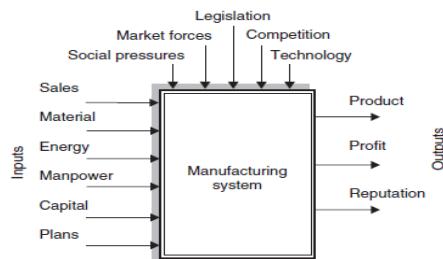 Legislation
Market forces Competition
Social pressures Technology
Sales
Material
Energy
Manpower
Capital
Plans
Inputs
Manufacturing
system
Product
Profit
Reputation
Outputs